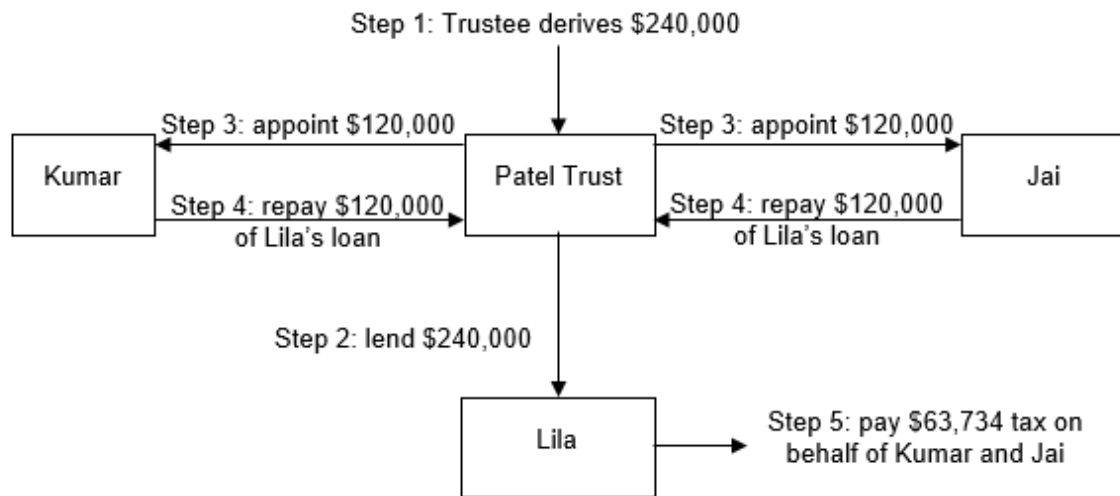 Step 1: Trustee derives $240,000
Step 3: appoint $120,000
Step 3: appoint $120,000
Kumar
Patel Trust
Jai
Step 4: repay $120,000
of Lila's loan
Step 4: repay $120,000
of Lila's loan
Step 2: lend $240,000
Lila
Step 5: pay $63,734 tax on
behalf of Kumar and Jai